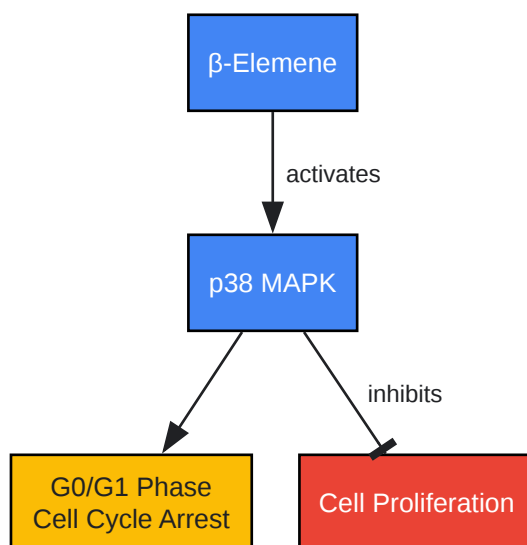 β-Elemene
activates
p38 MAPK
inhibits
G0/G1 Phase
Cell Cycle Arrest
Cell Proliferation